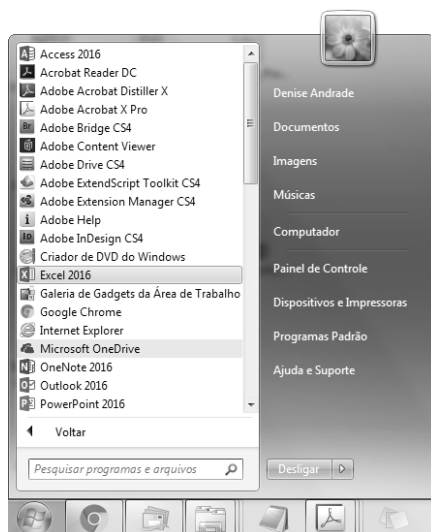 Access 2016
Acrobat Reader DC
Adobe Acrobat Distiller X
Adobe Acrobat X Pro
Adobe Bridge CS4
Adobe Content Viewer
Adobe Drive CS4
Adobe ExtendScript Toolkit CS4
Adobe Extension Manager CS4
Adobe Help
Adobe InDesign CS4
Criador de DVD do Windows
Excel 2016
Galeria de Gadgets da Área de Trabalho
Google Chrome
Internet Explorer
Microsoft OneDrive
OneNote 2016
Outlook 2016
PowerPoint 2016
Voltar
Pesquisar programas e arquivos
Denise Andrade
Documentos
Imagens
Músicas
Computador
Painel de Controle
Dispositivos e Impressoras
Programas Padrão
Ajuda e Suporte
Desligar